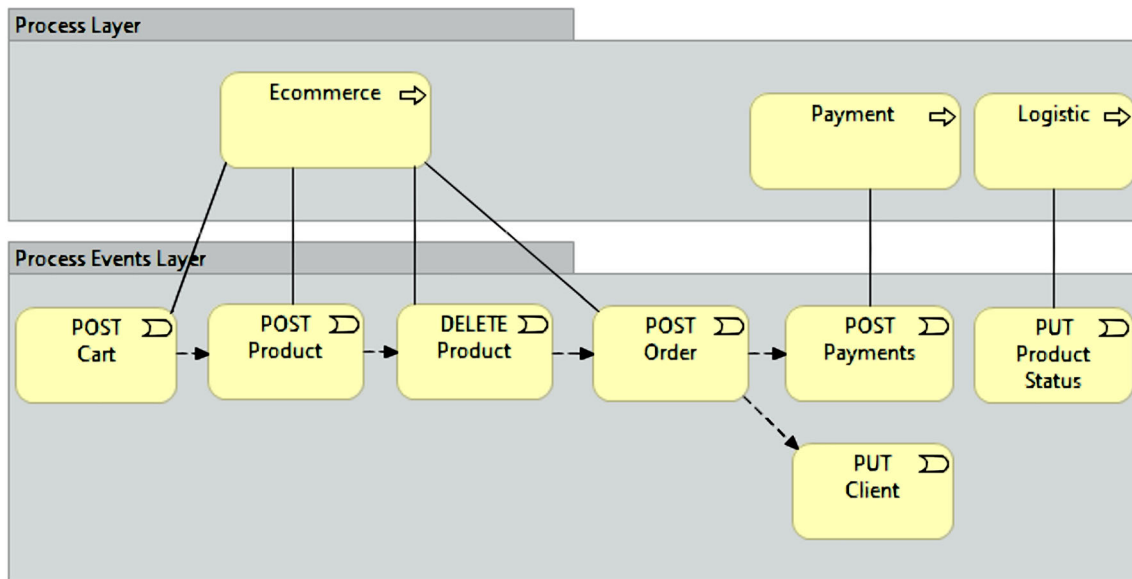 Process Layer
Ecommerce
Payment
Logistic
Process Events Layer
POST
Cart
POST
Product
DELETE
Product
POST
Order
POST
Payments
PUT
Product
Status
PUT
Client